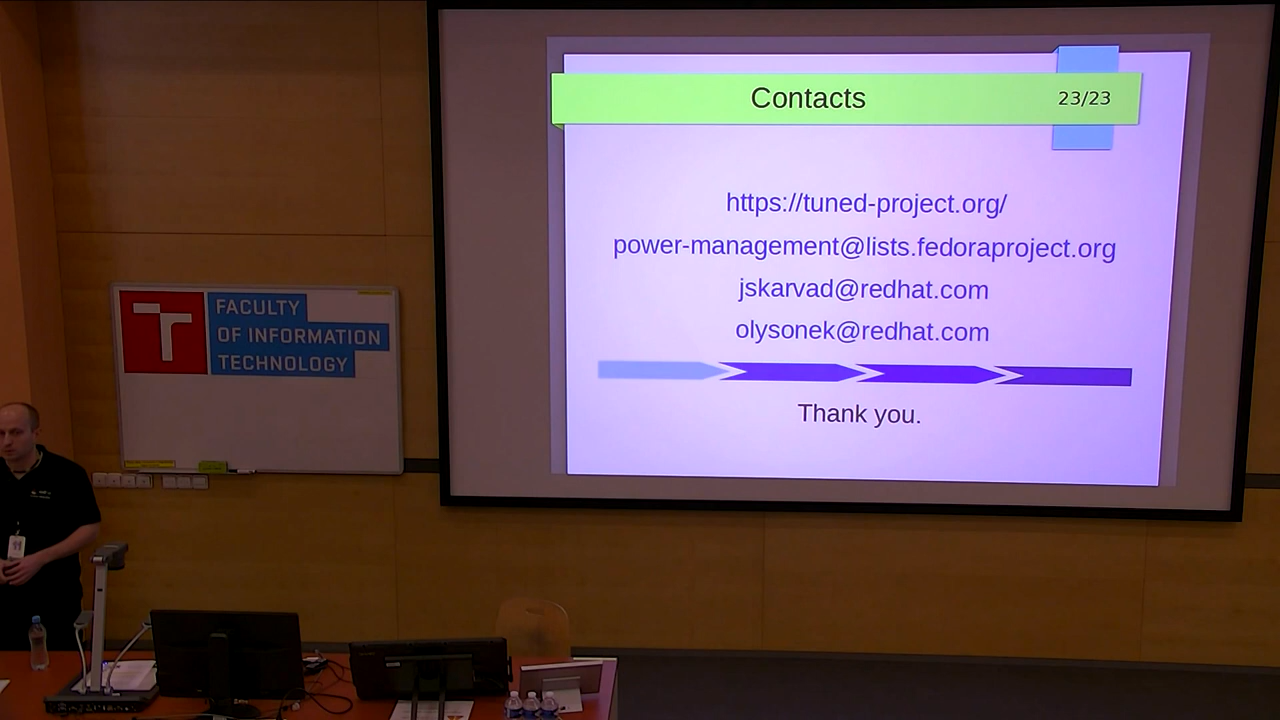 Contacts
23/23
https://tuned-project.org/
power-management@lists.fedoraproject.org
jskarvad@redhat.com
olysonek@redhat.com
Thank you.
FACULTY
OF INFORMATION
TECHNOLOGY